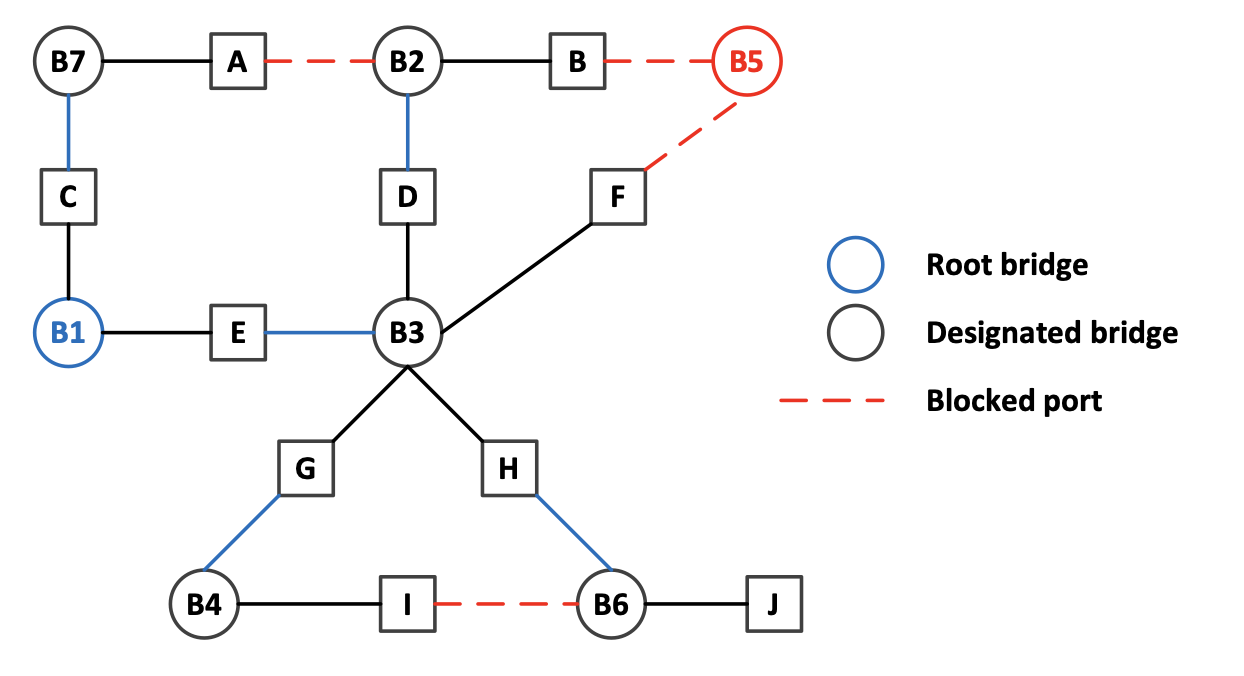 B7
A
B2
B
B5
C
D
F
B1
E
B3
Root bridge
Designated bridge
Blocked port
G
H
B4
I
B6
J